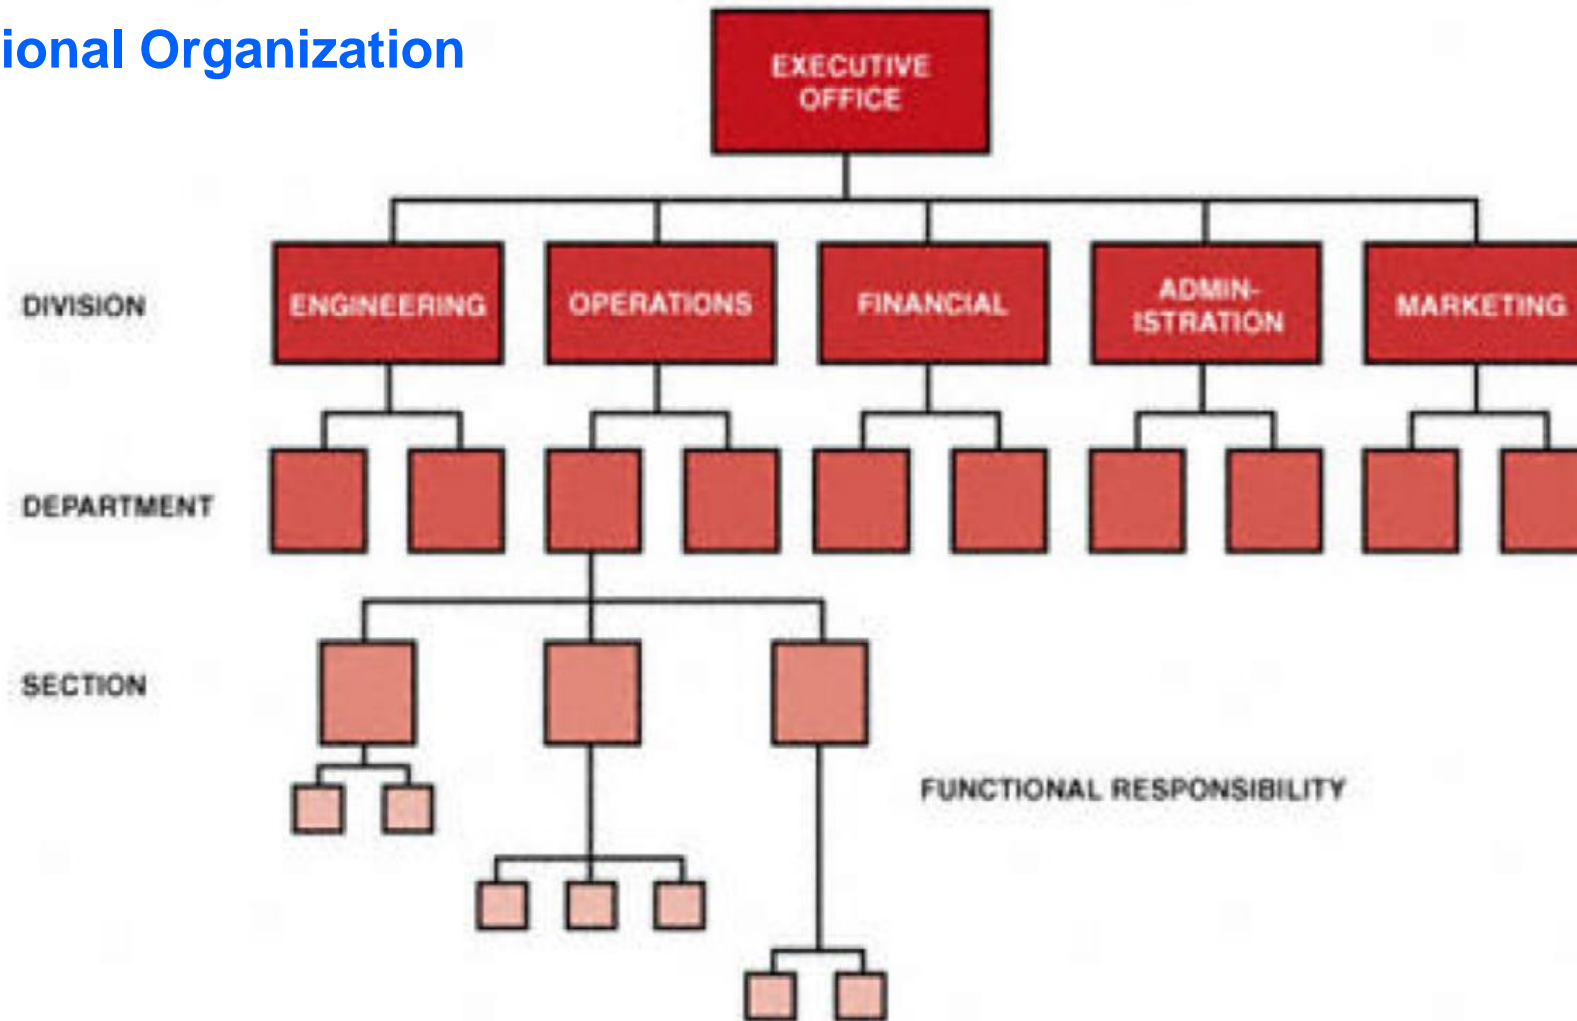 ional Organization
EXECUTIVE
OFFICE
DIVISION
ENGINEERING
OPERATIONS
FINANCIAL
ADMIN-
ISTRATION
MARKETING
DEPARTMENT
SECTION
FUNCTIONAL RESPONSIBILITY